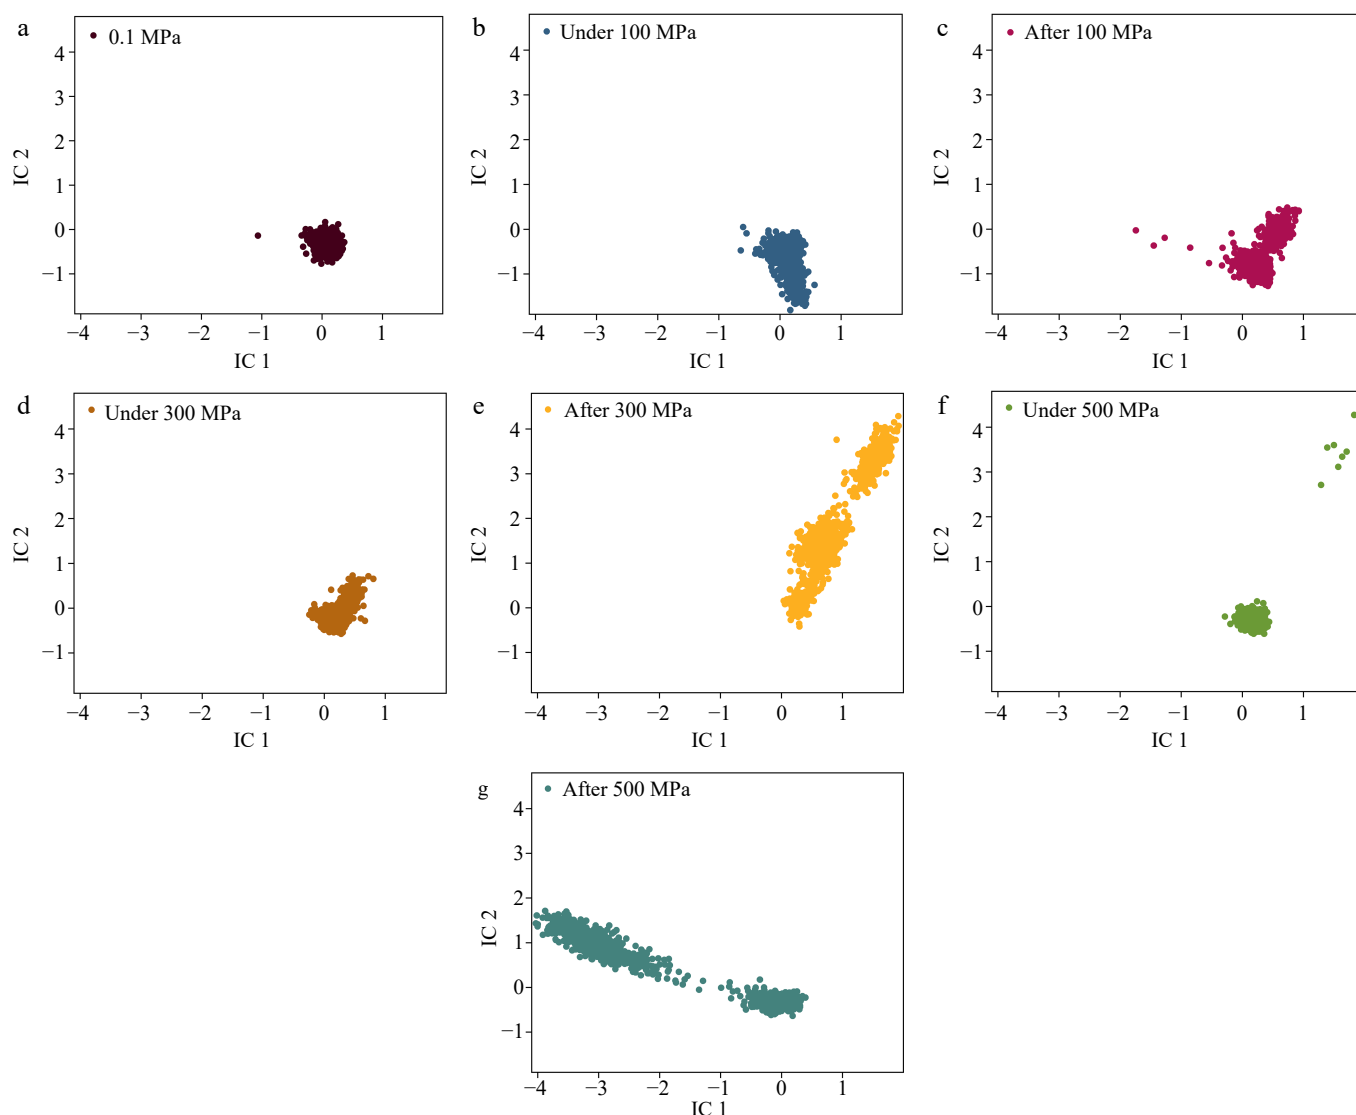 a
0.1 MPa
4
3
2
1
0
−1
IC 2
−4 −3 −2 −1 0 1
IC 1
b
Under 100 MPa
4
3
2
1
0
−1
IC 2
−4 −3 −2 −1 0 1
IC 1
c
After 100 MPa
4
3
2
1
0
−1
IC 2
−4 −3 −2 −1 0 1
IC 1
d
Under 300 MPa
4
3
2
1
0
−1
IC 2
−4 −3 −2 −1 0 1
IC 1
e
After 300 MPa
4
3
2
1
0
−1
IC 2
−4 −3 −2 −1 0 1
IC 1
f
Under 500 MPa
4
3
2
1
0
−1
IC 2
−4 −3 −2 −1 0 1
IC 1
g
After 500 MPa
4
3
2
1
0
−1
IC 2
−4 −3 −2 −1 0 1
IC 1